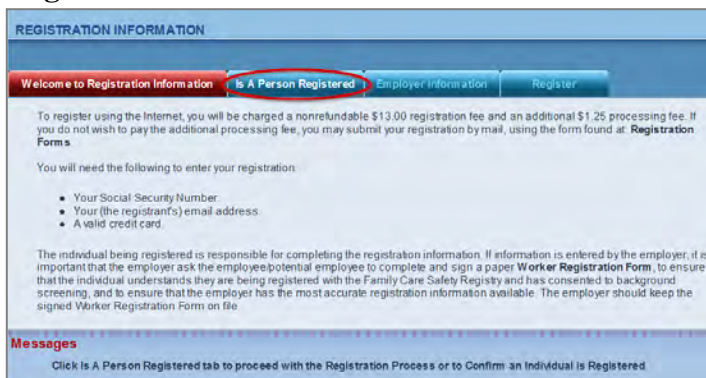 REGISTRATION INFORMATION
Welcome to Registration Information Is A Person Registered Employer Information Register
To register using the Internet, you will be charged a nonrefundable $13.00 registration fee and an additional $1.25 processing fee. If
you do not wish to pay the additional processing fee, you may submit your registration by mail, using the form found at: Registration
Forms.
You will need the following to enter your registration:
• Your Social Security Number.
• Your (the registrant's) email address.
• A valid credit card.
The individual being registered is responsible for completing the registration information. If information is entered by the employer, it is
important that the employer ask the employee/potential employee to complete and sign a paper Worker Registration Form, to ensure
that the individual understands they are being registered with the Family Care Safety Registry and has consented to background
screening, and to ensure that the employer has the most accurate registration information available. The employer should keep the
signed Worker Registration Form on file.
Messages
Click Is A Person Registered tab to proceed with the Registration Process or to Confirm an Individual is Registered